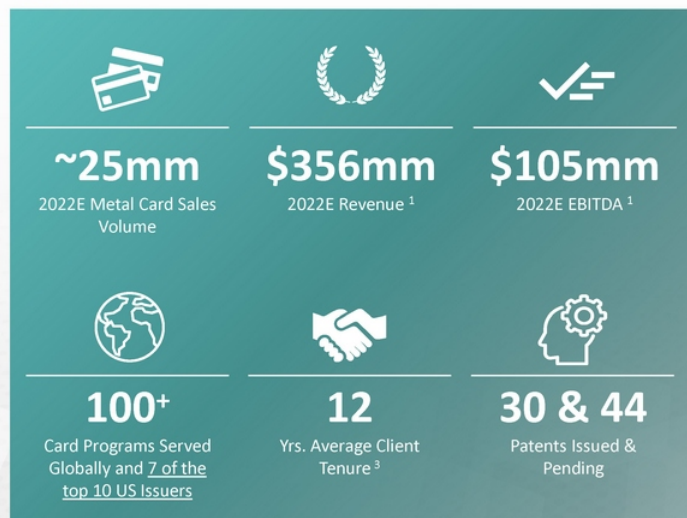 ~25mm
2022E Metal Card Sales
Volume
$356mm
2022E Revenue 1
$105mm
2022E EBITDA 1
100+
Card Programs Served
Globally and 7 of the
top 10 US Issuers
12
Yrs. Average Client
Tenure 3
30 & 44
Patents Issued &
Pending